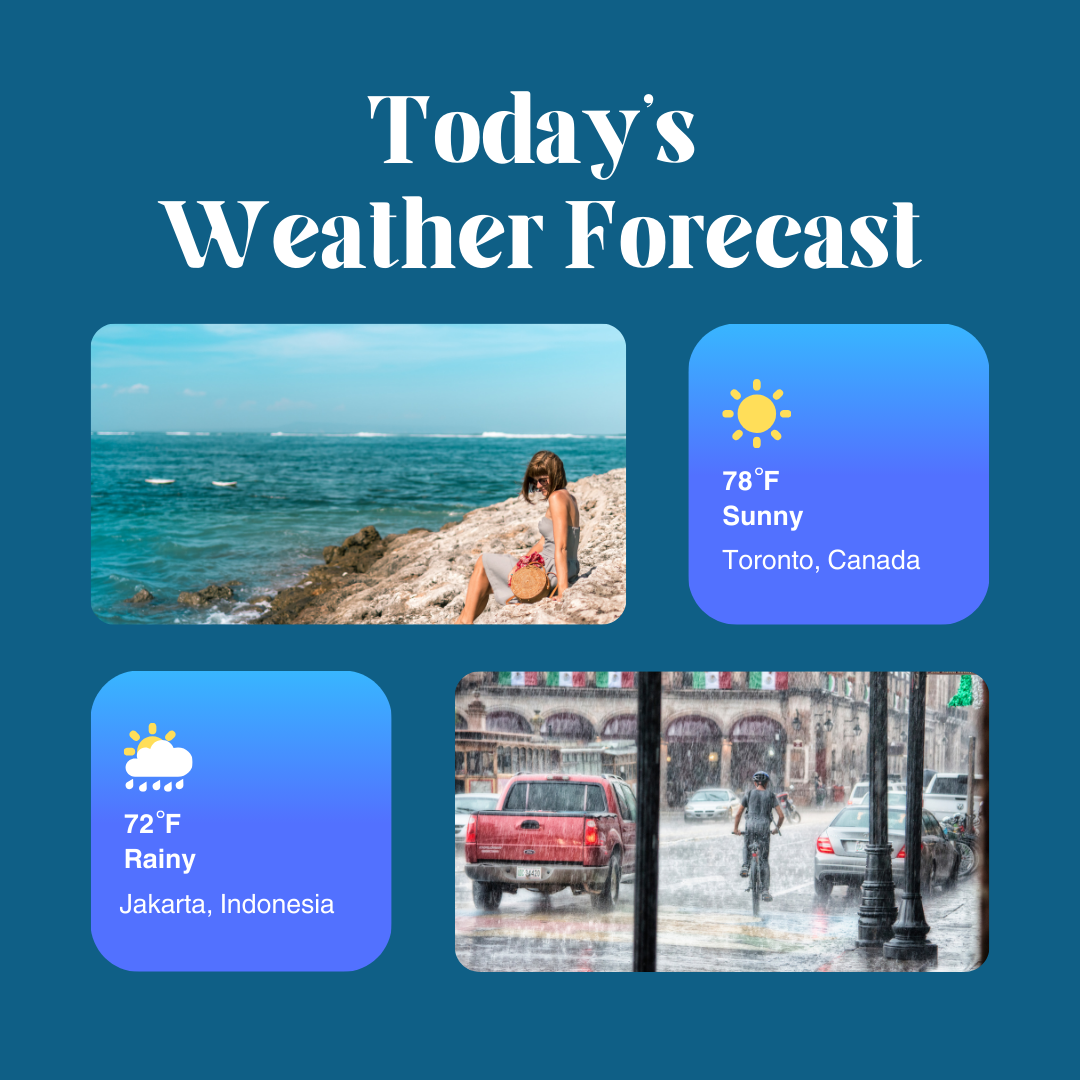 Today's
Weather Forecast
78°F
Sunny
Toronto, Canada
72°F
Rainy
Jakarta, Indonesia